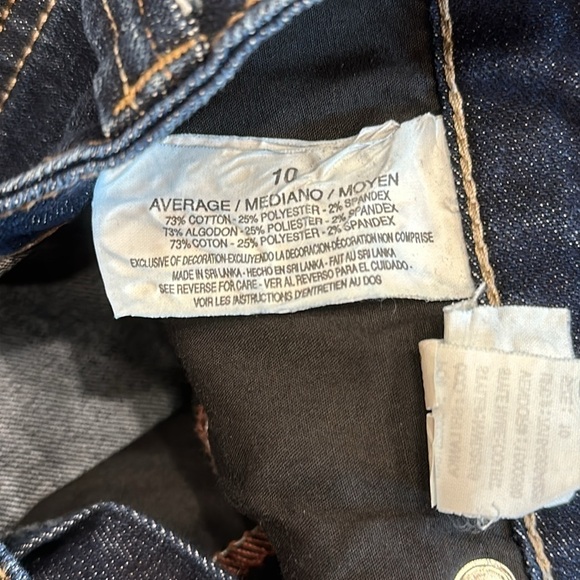 10
AVERAGE / MEDIANO / MOYEN
73% COTTON - 25% POLYESTER - 2% SPANDEX
73% ALGODON - 25% POLIESTER - 2% SPANDEX
73% COTON - 25% POLYESTER - 2% SPANDEX
EXCLUSIVE OF DECORATION EXCLUYENDO LA DECORACION DÉCORATION NON COMPRISE
MADE IN SRI LANKA - HECHO EN SRI LANKA - FAIT AU SRI LANKA
SEE REVERSE FOR CARE - VER AL REVERSO PARA EL CUIDADO -
VOIR LES INSTRUCTIONS D'ENTRETIEN AU DOS
10